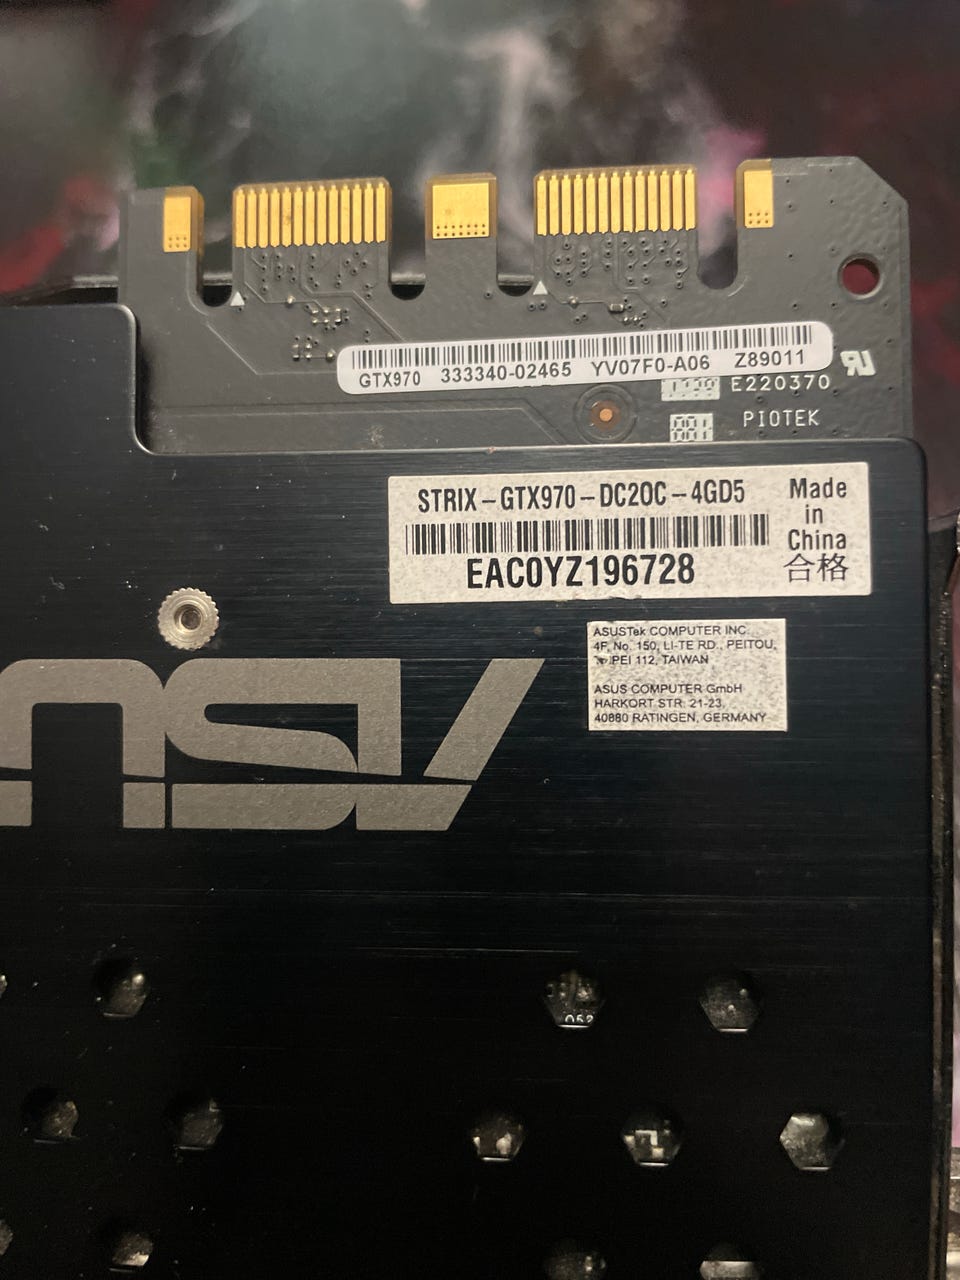 GTX970 333340-02465 YV07F0-A06 Z89011
E220370
PIOTEK
STRIX-GTX970-DC2OC-4GD5
EAC0YZ196728
Made
in
China
合格
ASUSTek COMPUTER INC.
4F, No. 150, LI-TE RD., PEITOU,
PEI 112, TAIWAN
ASUS COMPUTER GmbH
HARKORT STR. 21-23,
40880 RATINGEN, GERMANY
ASUS
052